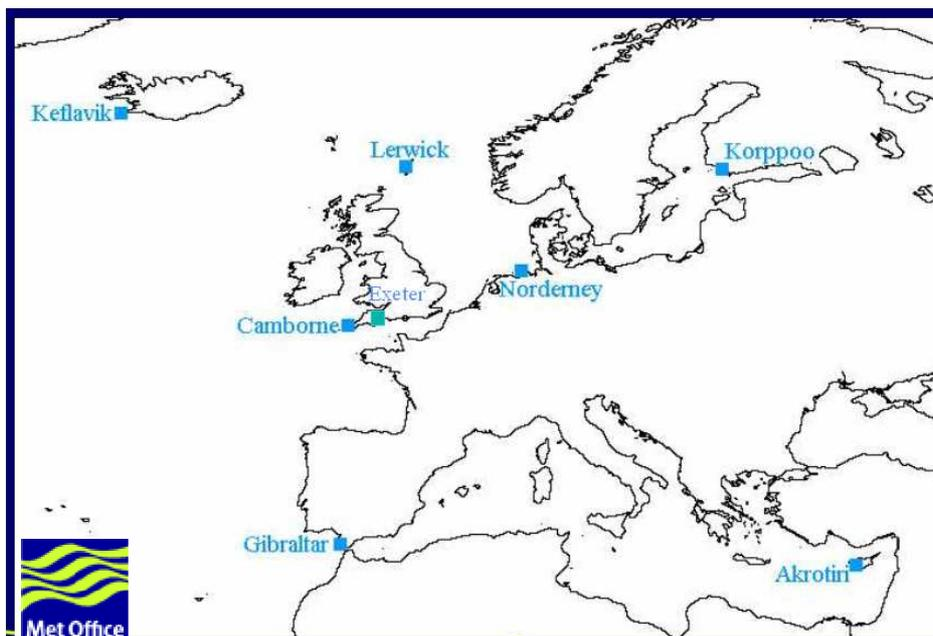 Keflavik
Lerwick
Korppoo
Norderney
Exeter
Camborne
Gibraltar
Akrotiri
Met Office